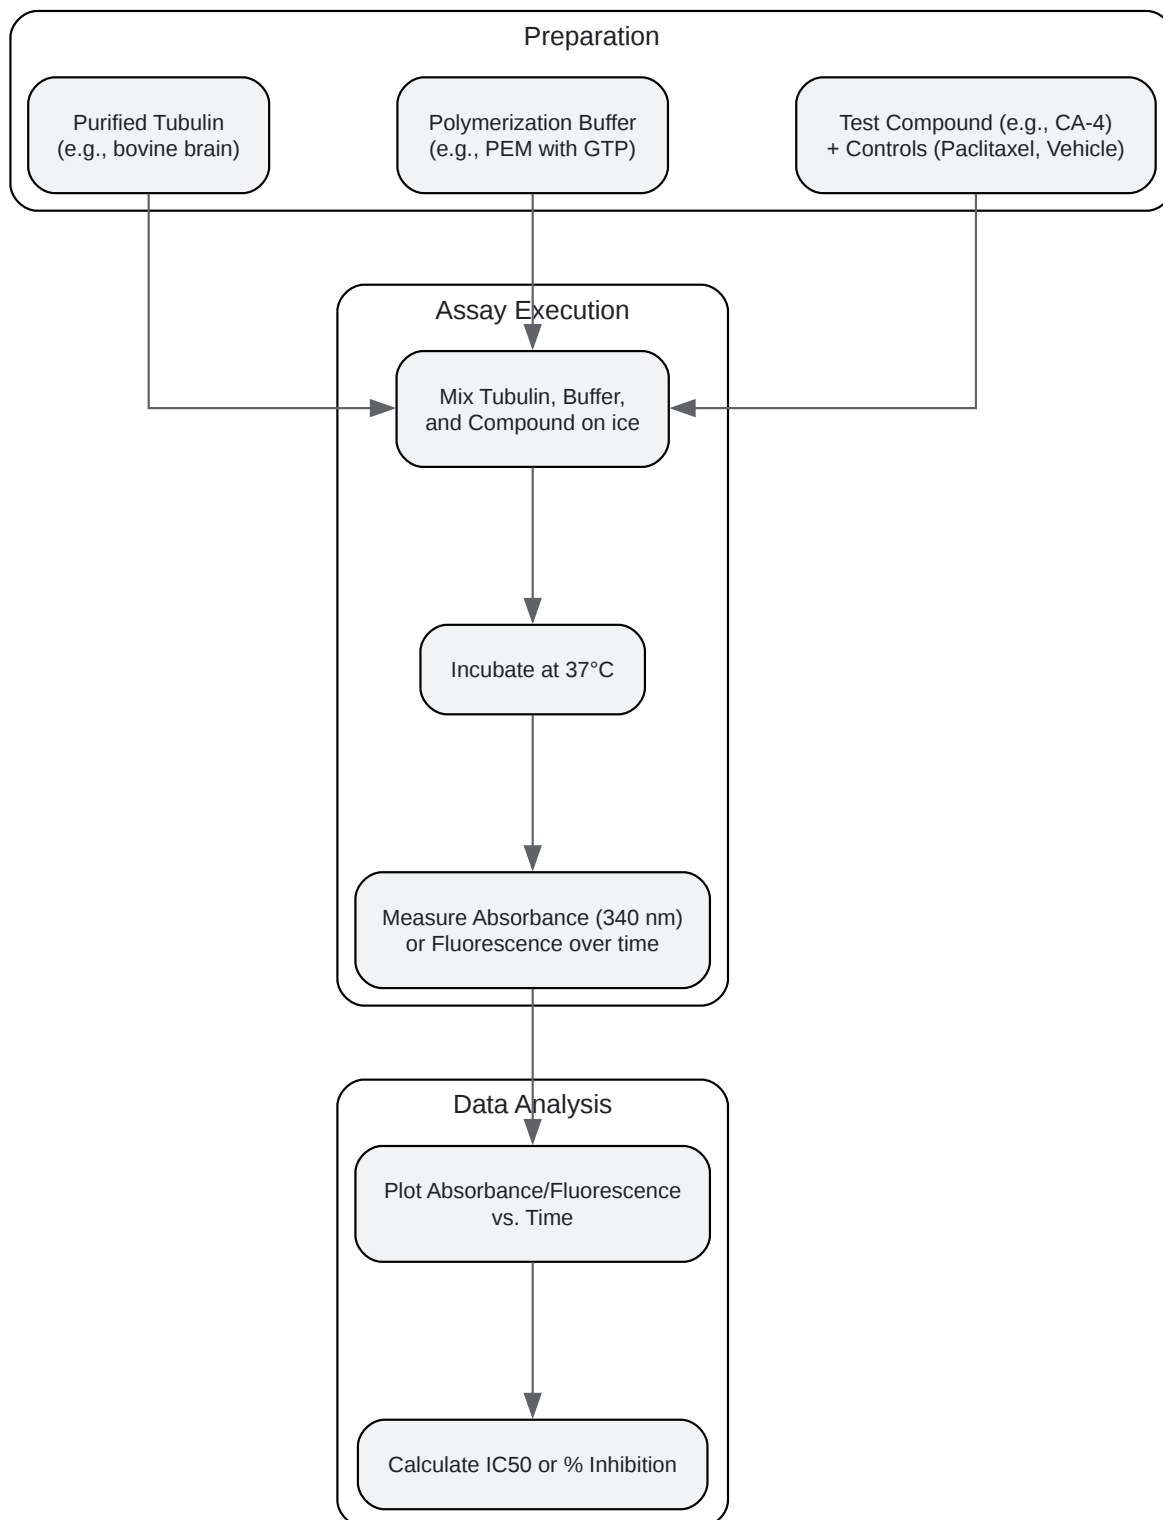 Preparation
Purified Tubulin
(e.g., bovine brain)
Polymerization Buffer
(e.g., PEM with GTP)
Test Compound (e.g., CA-4)
+ Controls (Paclitaxel, Vehicle)
Assay Execution
Mix Tubulin, Buffer,
and Compound on ice
Incubate at 37°C
Measure Absorbance (340 nm)
or Fluorescence over time
Data Analysis
Plot Absorbance/Fluorescence
vs. Time
Calculate IC50 or % Inhibition